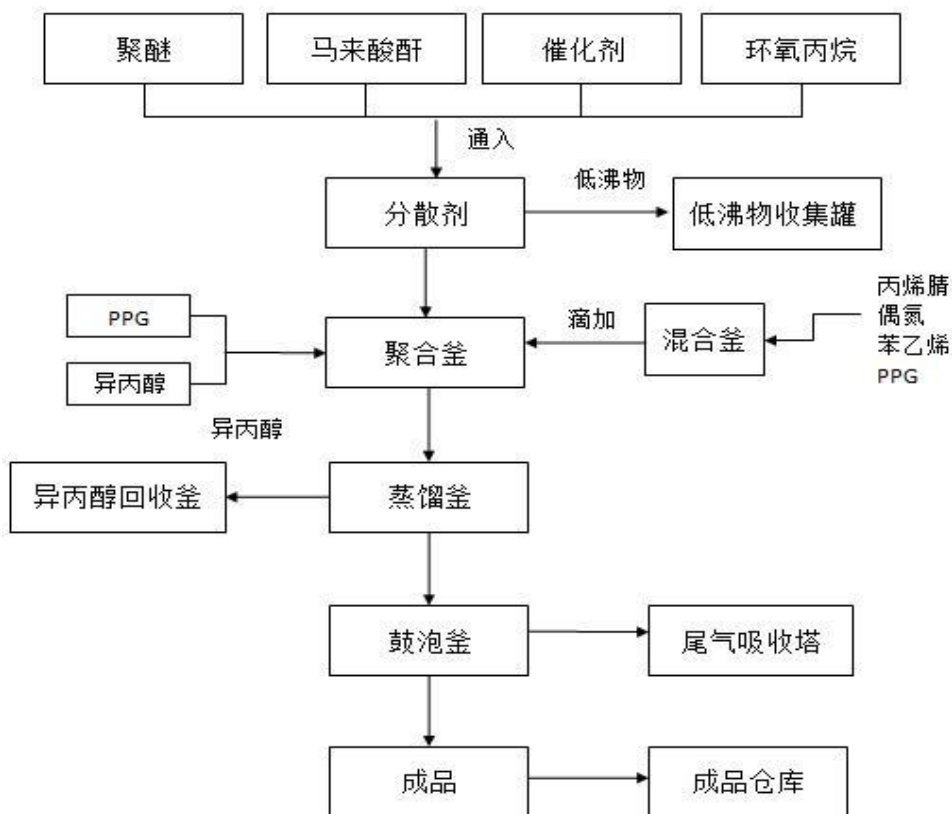 聚醚
马来酸酐
催化剂
环氧丙烷
通入
低沸物
分散剂
低沸物收集罐
丙烯腈
偶氮
苯乙烯
PPG
PPG
异丙醇
聚合釜
滴加
混合釜
异丙醇
异丙醇回收釜
蒸馏釜
鼓泡釜
尾气吸收塔
成品
成品仓库